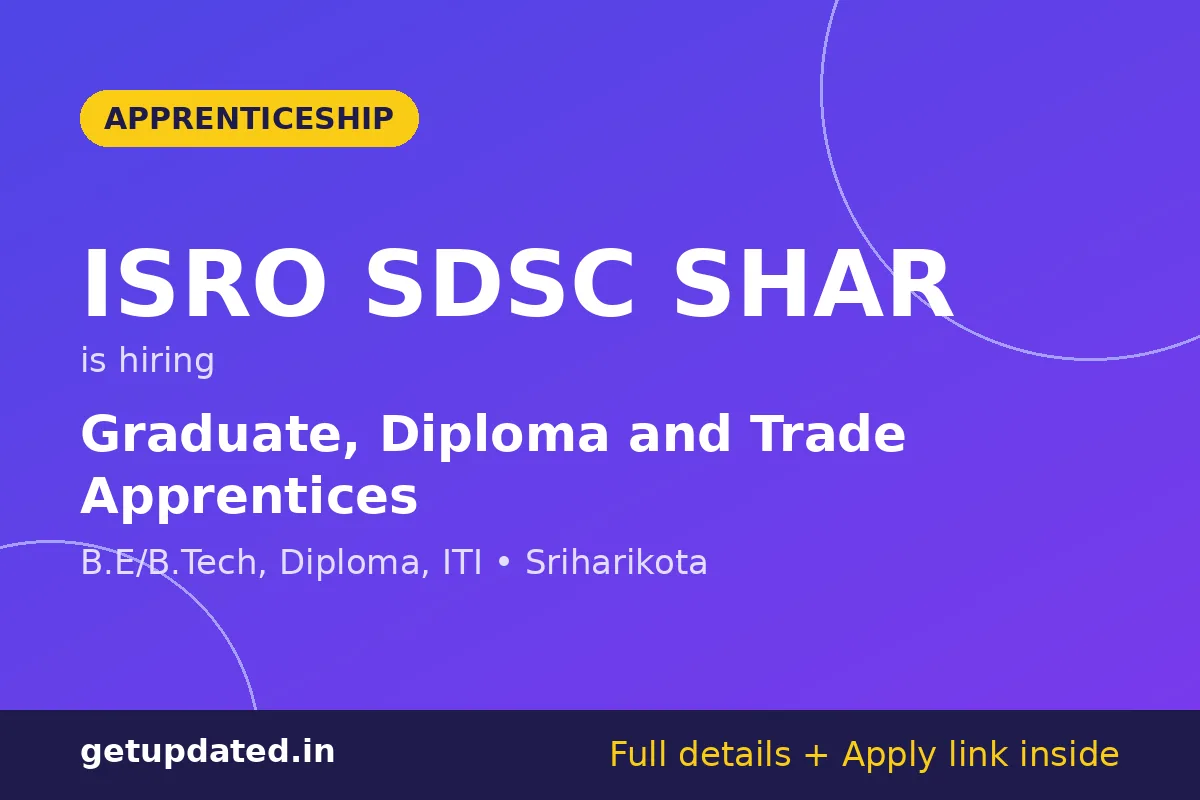 APPRENTICESHIP
ISRO SDSC SHAR
is hiring
Graduate, Diploma and Trade
Apprentices
B.E/B.Tech, Diploma, ITI • Sriharikota
getupdated.in
Full details + Apply link inside